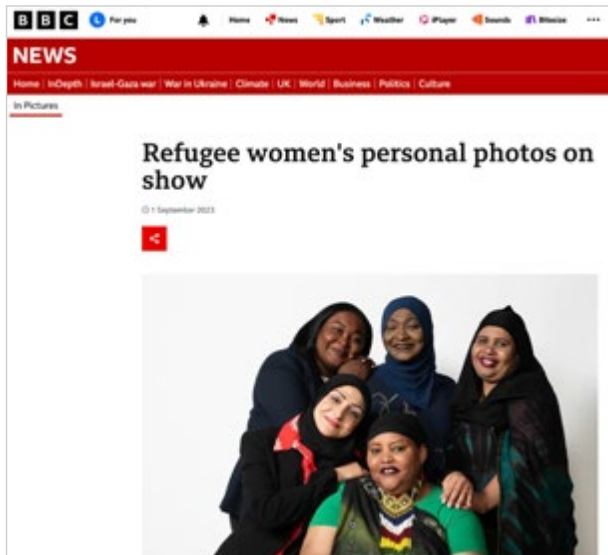 BBC For you Home News Sport Weather iPlayer Sounds Bitesize ...
NEWS
Home | InDepth | Israel-Gaza war | War in Ukraine | Climate | UK | World | Business | Politics | Culture
In Pictures
Refugee women's personal photos on
show
1 September 2023